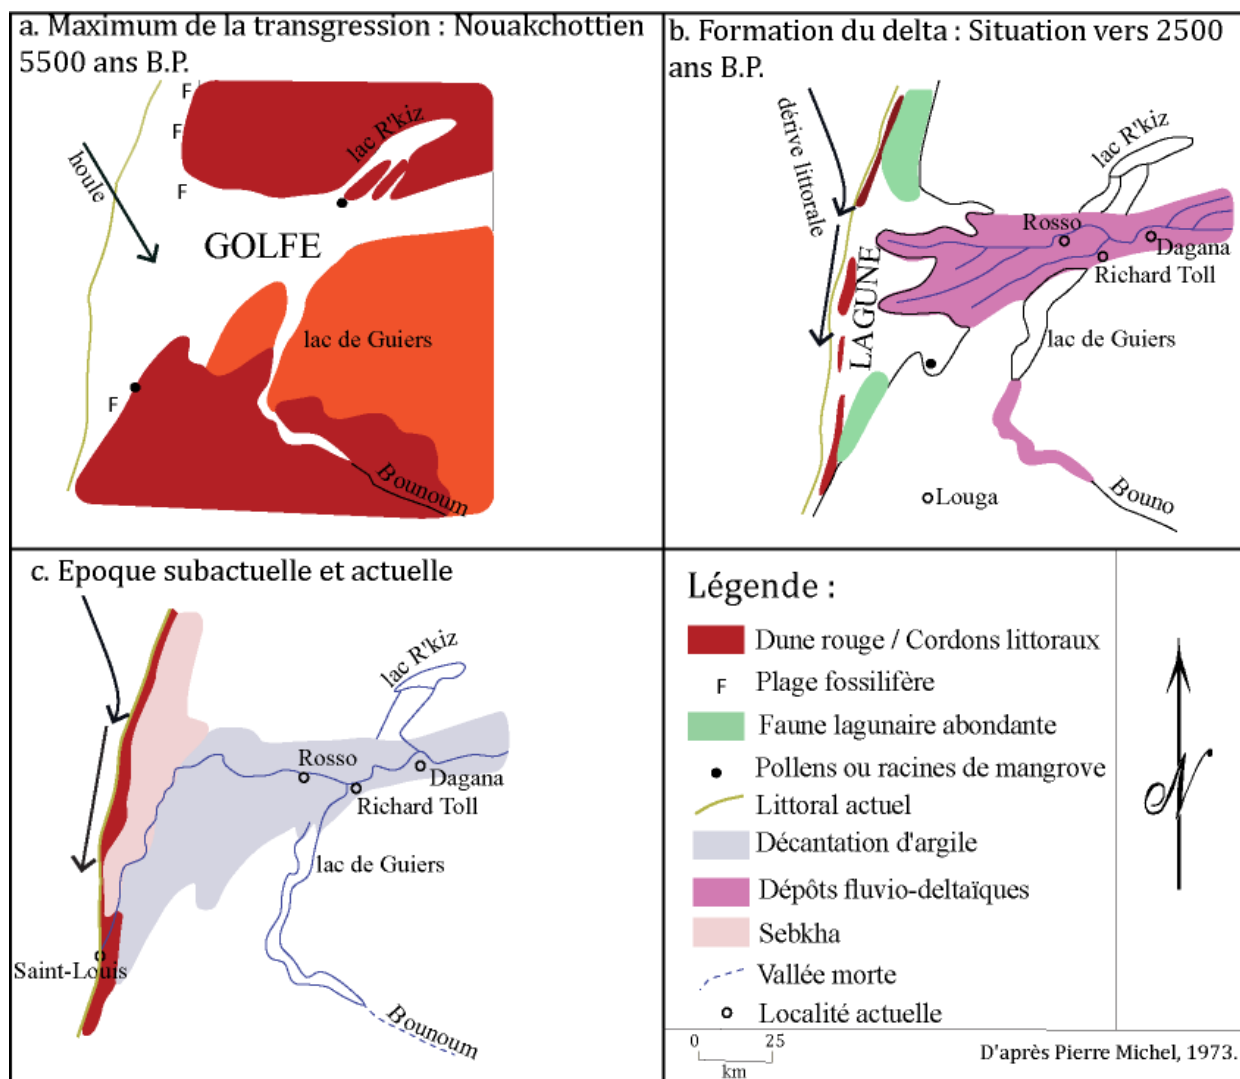 a. Maximum de la transgression : Nouakchottien
5500 ans B.P.
F
F
F
houle
lac R'kiz
GOLFE
lac de Guiers
F
Bounoum
b. Formation du delta : Situation vers 2500
ans B.P.
dérive littorale
lac R'kiz
LAGUNE
Rosso
Dagana
Richard Toll
lac de Guiers
Louga
Bouno
c. Epoque subactuelle et actuelle
lac R'kiz
Rosso
Dagana
Richard Toll
lac de Guiers
Saint-Louis
Bounoum
Légende :
Dune rouge / Cordons littoraux
F Plage fossilifère
Faune lagunaire abondante
Pollens ou racines de mangrove
Littoral actuel
Décantation d'argile
Dépôts fluvio-deltaïques
Sebkha
Vallée morte
Localité actuelle
0 25
km
N
D'après Pierre Michel, 1973.